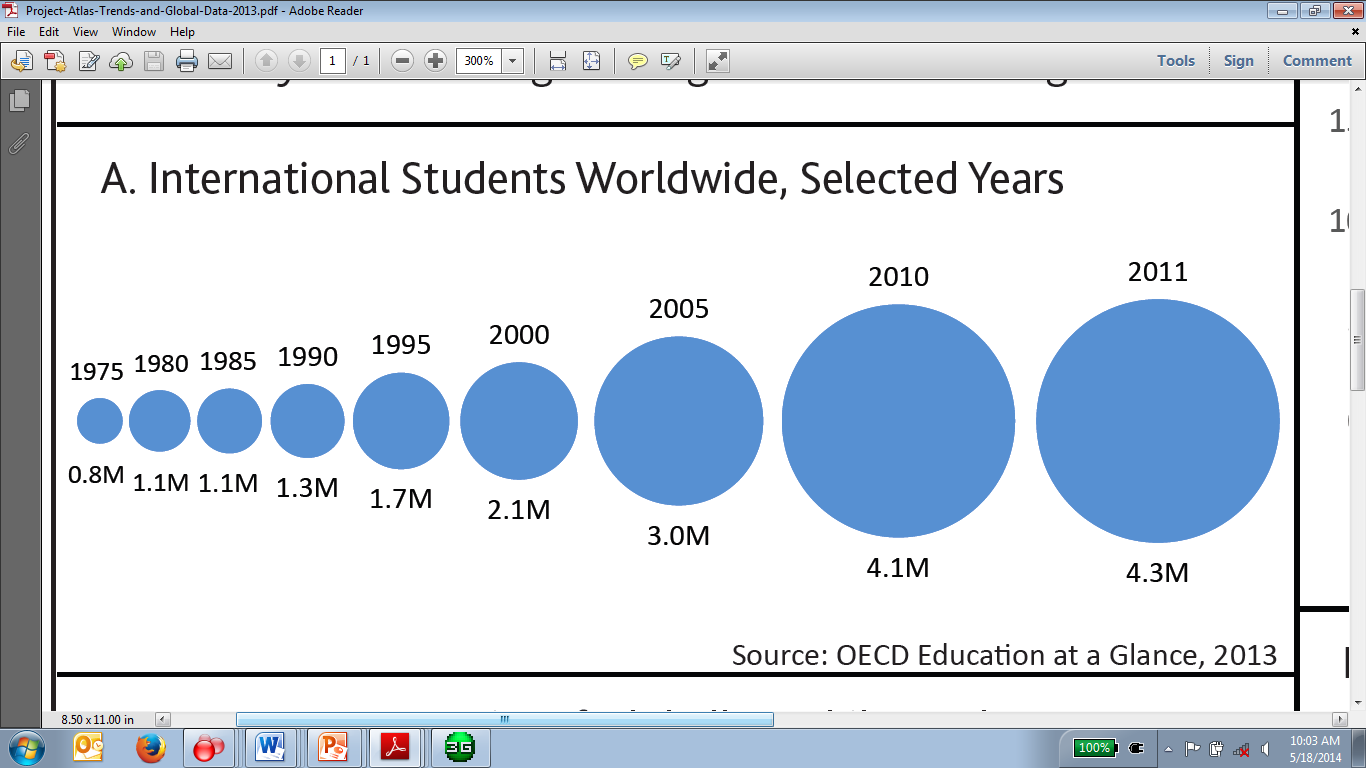 Project-Atlas-Trends-and-Global-Data-2013.pdf - Adobe Reader
File Edit View Window Help
1 / 1 300% Tools Sign Comment
A. International Students Worldwide, Selected Years
1975 1980 1985 1990 1995 2000 2005 2010 2011
0.8M 1.1M 1.1M 1.3M 1.7M 2.1M 3.0M 4.1M 4.3M
Source: OECD Education at a Glance, 2013
8.50 x 11.00 in
W P 3G 100% 10:03 AM
5/18/2014